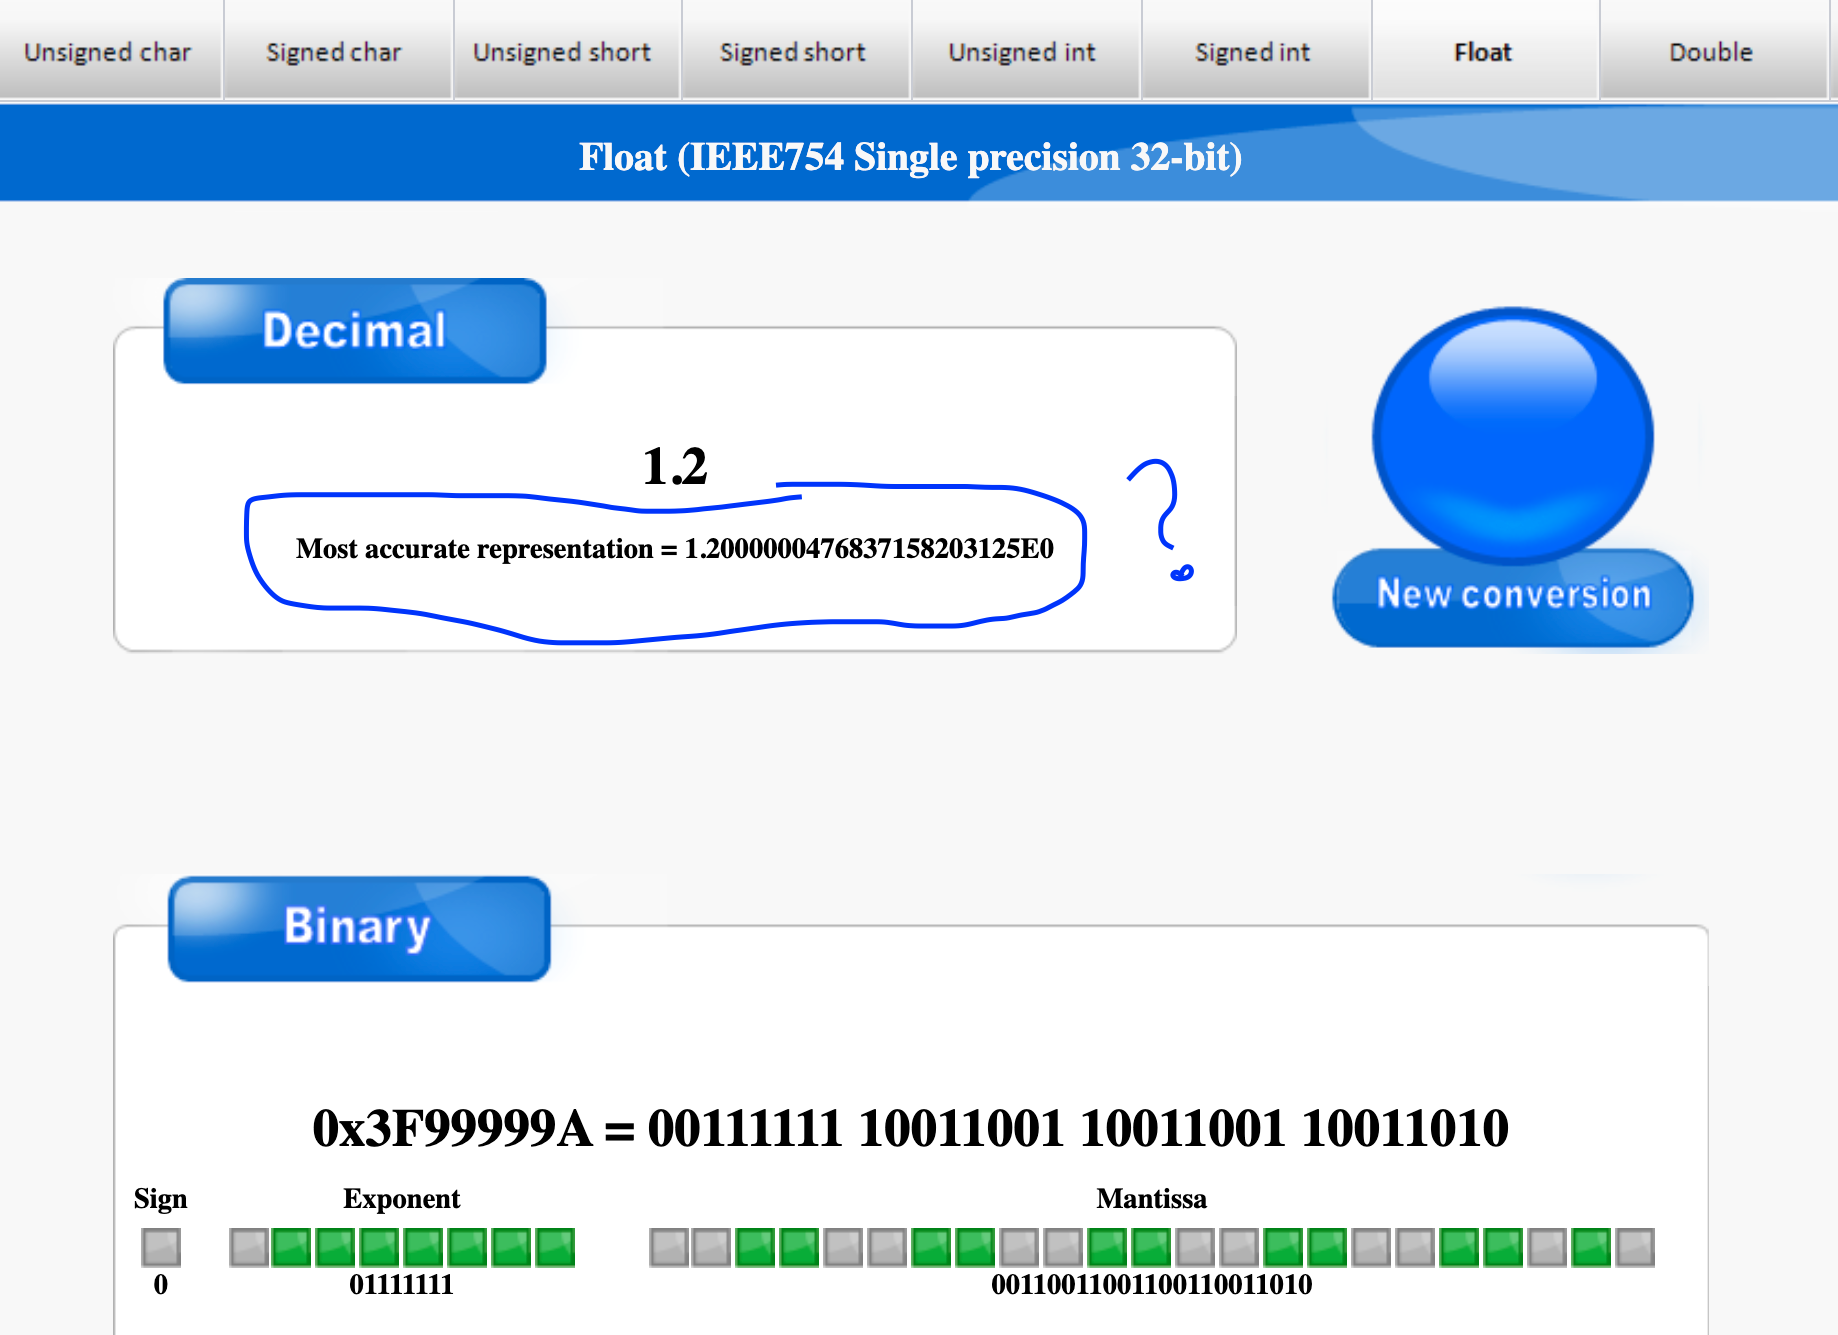 Unsigned char Signed char Unsigned short Signed short Unsigned int Signed int Float Double
Float (IEEE754 Single precision 32-bit)
Decimal
1.2
?
Most accurate representation = 1.2000000476837158203125E0
New conversion
Binary
0x3F99999A = 00111111 10011001 10011001 10011010
Sign Exponent Mantissa
0 01111111 00110011001100110011010